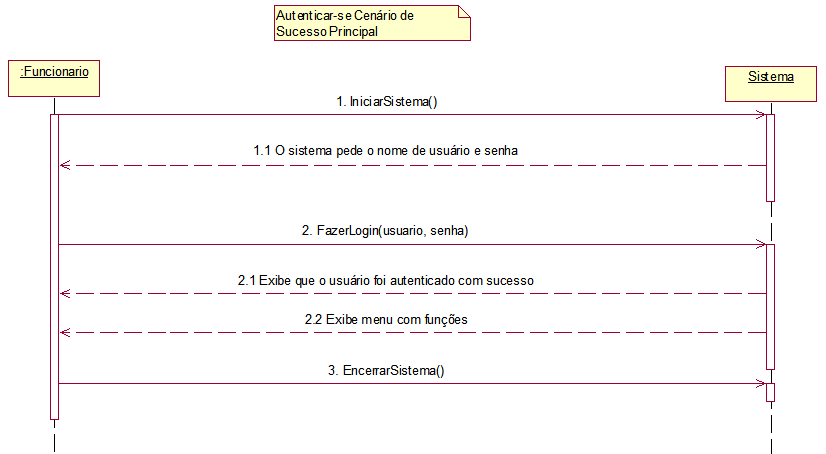 Autenticar-se Cenário de
Sucesso Principal
:Funcionario
Sistema
1. IniciarSistema()
1.1 O sistema pede o nome de usuário e senha
2. FazerLogin(usuario, senha)
2.1 Exibe que o usuário foi autenticado com sucesso
2.2 Exibe menu com funções
3. EncerrarSistema()